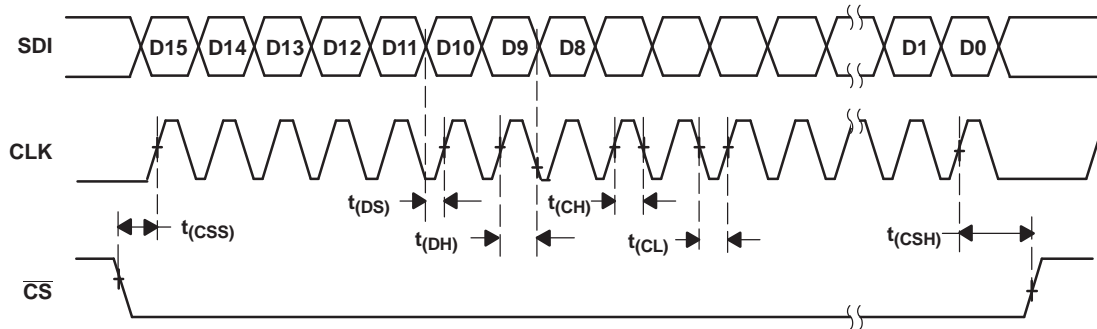 SDI D15 D14 D13 D12 D11 D10 D9 D8 D1 D0
CLK
t(DS) t(CH)
t(CSS) t(DH) t(CL) t(CSH)
CS